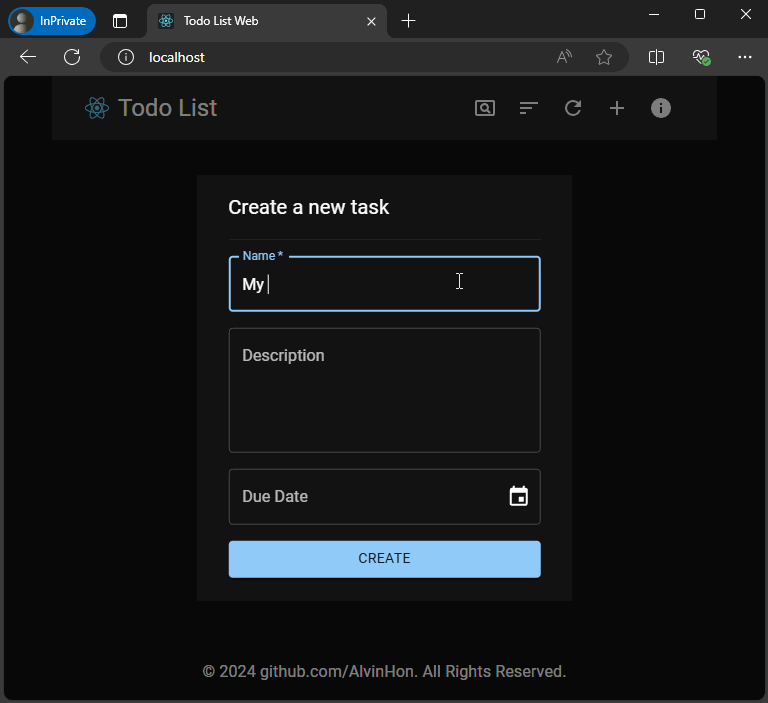 InPrivate
Todo List Web
localhost
Todo List
Create a new task
Name *
My
Description
Due Date
CREATE
© 2024 github.com/AlvinHon. All Rights Reserved.